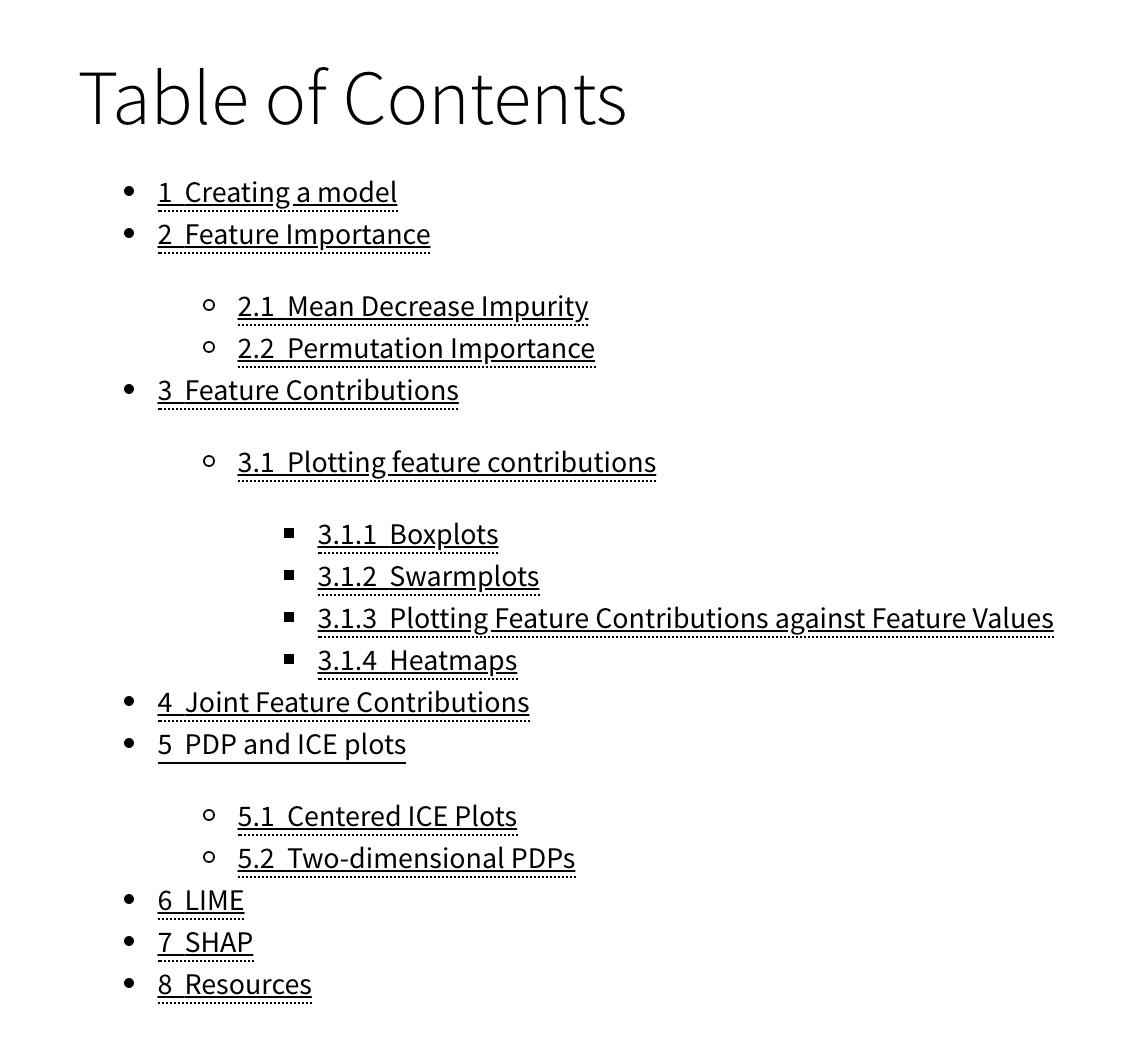 Table of Contents
1 Creating a model
2 Feature Importance
2.1 Mean Decrease Impurity
2.2 Permutation Importance
3 Feature Contributions
3.1 Plotting feature contributions
3.1.1 Boxplots
3.1.2 Swarmplots
3.1.3 Plotting Feature Contributions against Feature Values
3.1.4 Heatmaps
4 Joint Feature Contributions
5 PDP and ICE plots
5.1 Centered ICE Plots
5.2 Two-dimensional PDPs
6 LIME
7 SHAP
8 Resources